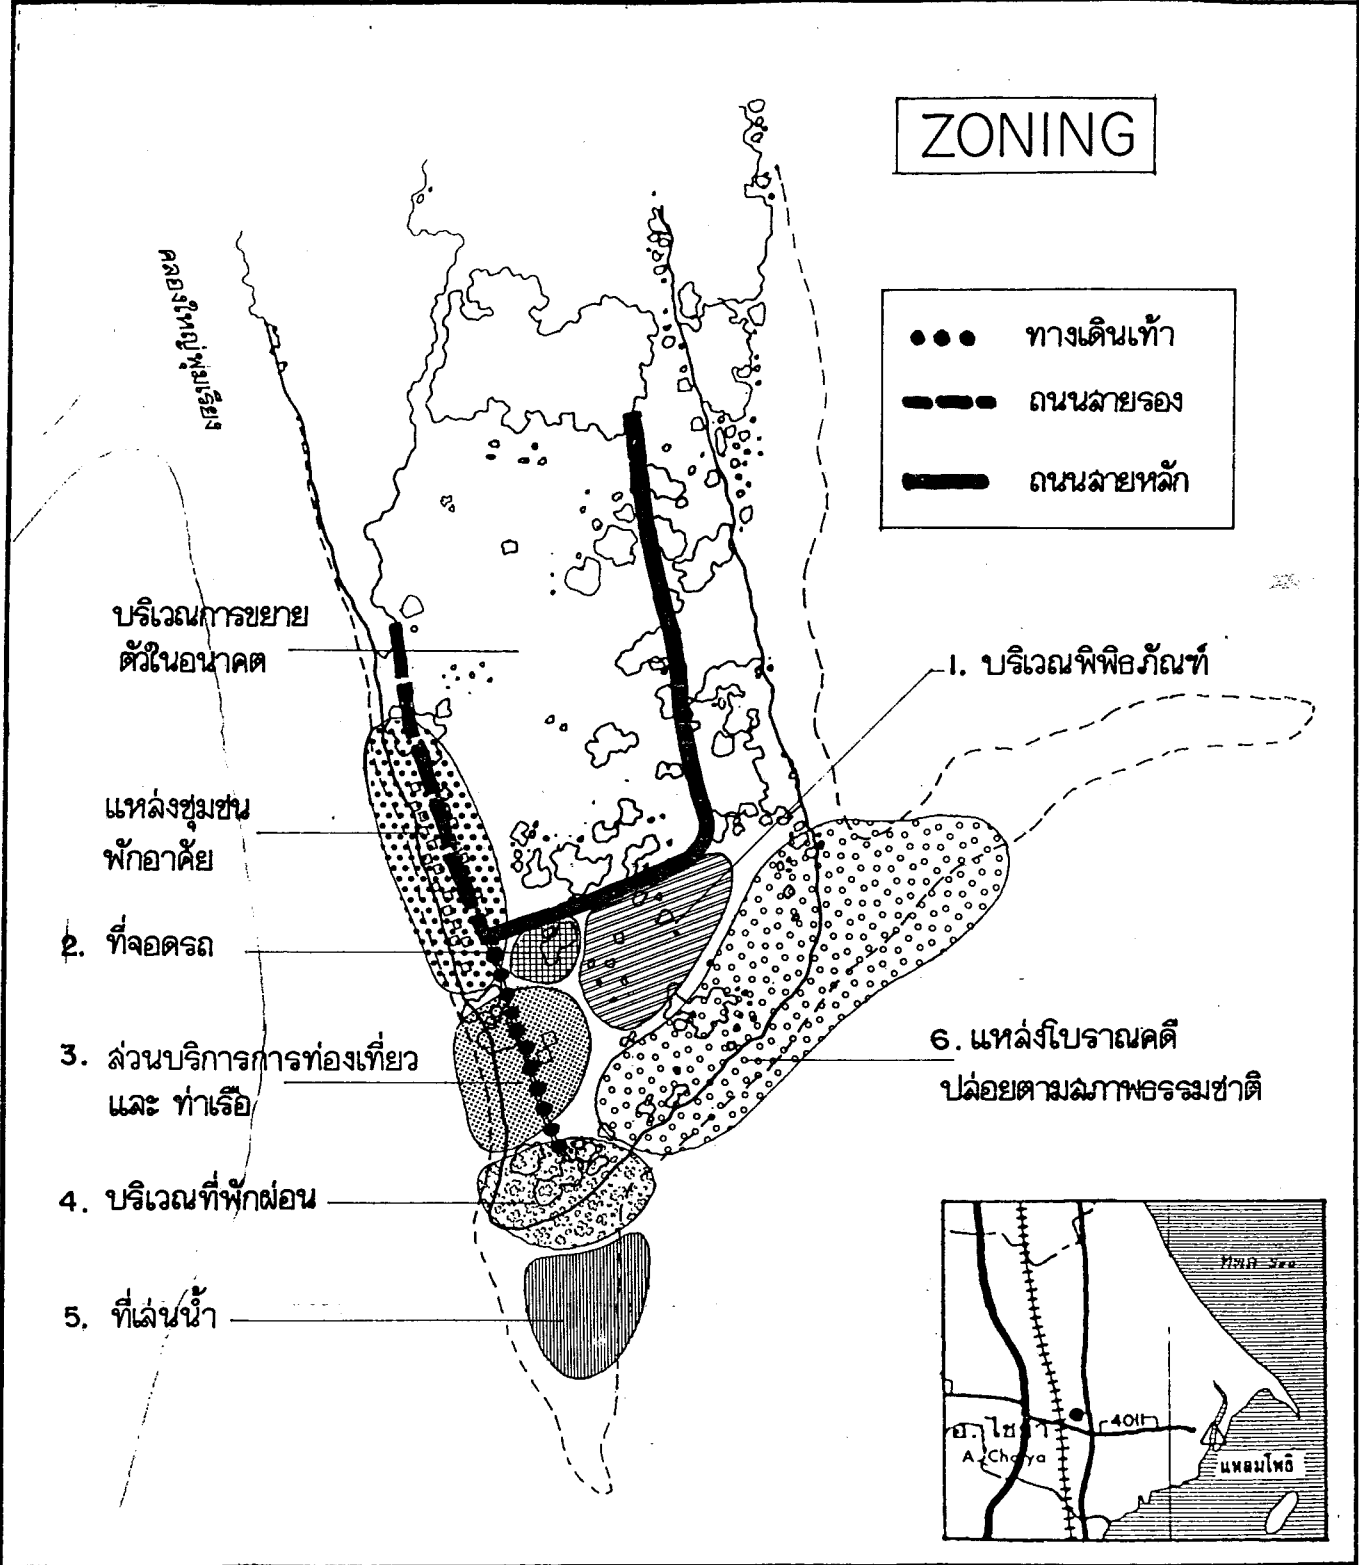 ZONING
คลองใหญ่พุมเรียง
ทางเดินเท้า
ถนนสายรอง
ถนนสายหลัก
บริเวณการขยาย
ตัวในอนาคต
1. บริเวณพิพิธภัณฑ์
แหล่งชุมชน
พักอาศัย
2. ที่จอดรถ
3. ส่วนบริการการท่องเที่ยว
และ ท่าเรือ
6. แหล่งโบราณคดี
ปล่อยตามสภาพธรรมชาติ
4. บริเวณที่พักผ่อน
5. ที่เล่นน้ำ
ทะเล Sea
4011
อ. ไชยา
A. Chaiya
แหลมโพธิ์